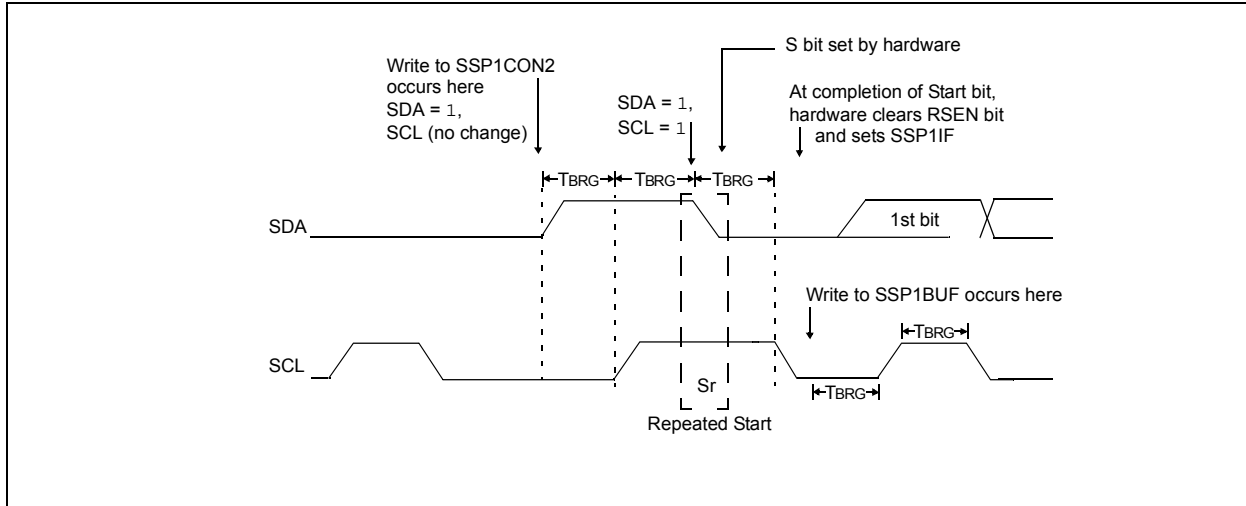 S bit set by hardware
Write to SSP1CON2
occurs here
SDA = 1,
SCL (no change)
SDA = 1,
SCL = 1
At completion of Start bit,
hardware clears RSEN bit
and sets SSP1IF
TBRG TBRG TBRG
SDA
1st bit
Write to SSP1BUF occurs here
TBRG
SCL
Sr
TBRG
Repeated Start